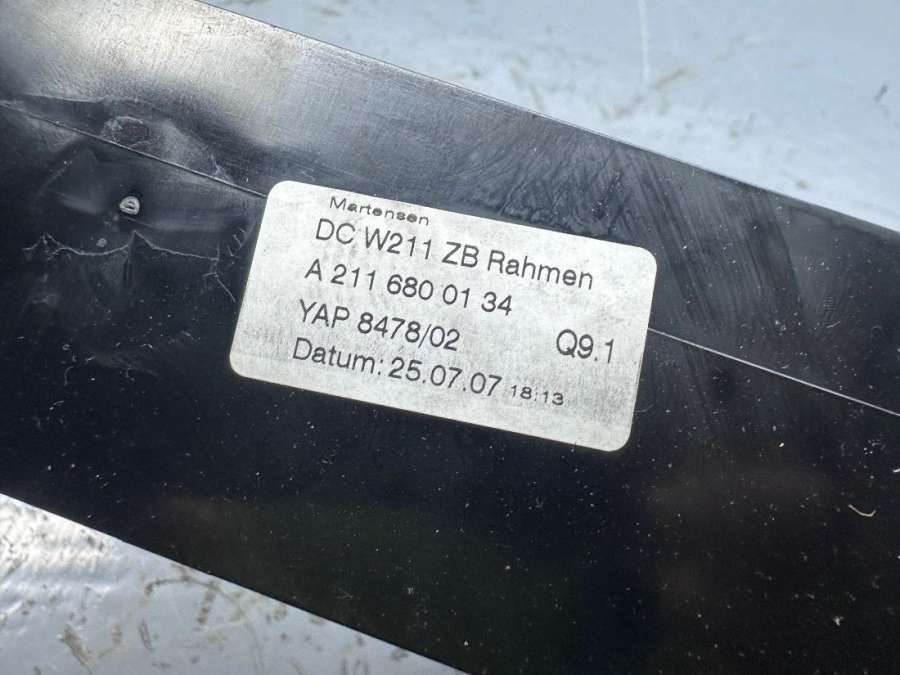 Martensen
DC W211 ZB Rahmen
A 211 680 01 34
YAP 8478/02 Q9.1
Datum: 25.07.07 18:13